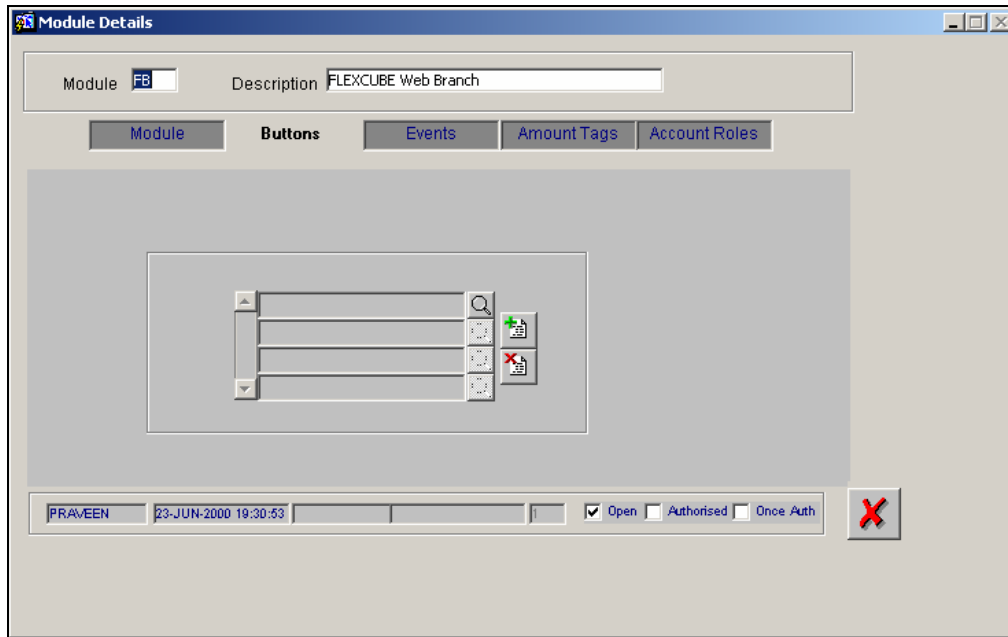 Module Details
Module FB Description FLEXCUBE Web Branch
Module Buttons Events Amount Tags Account Roles
PRAVEEN 23-JUN-2000 19:30:53 1 Open Authorised Once Auth